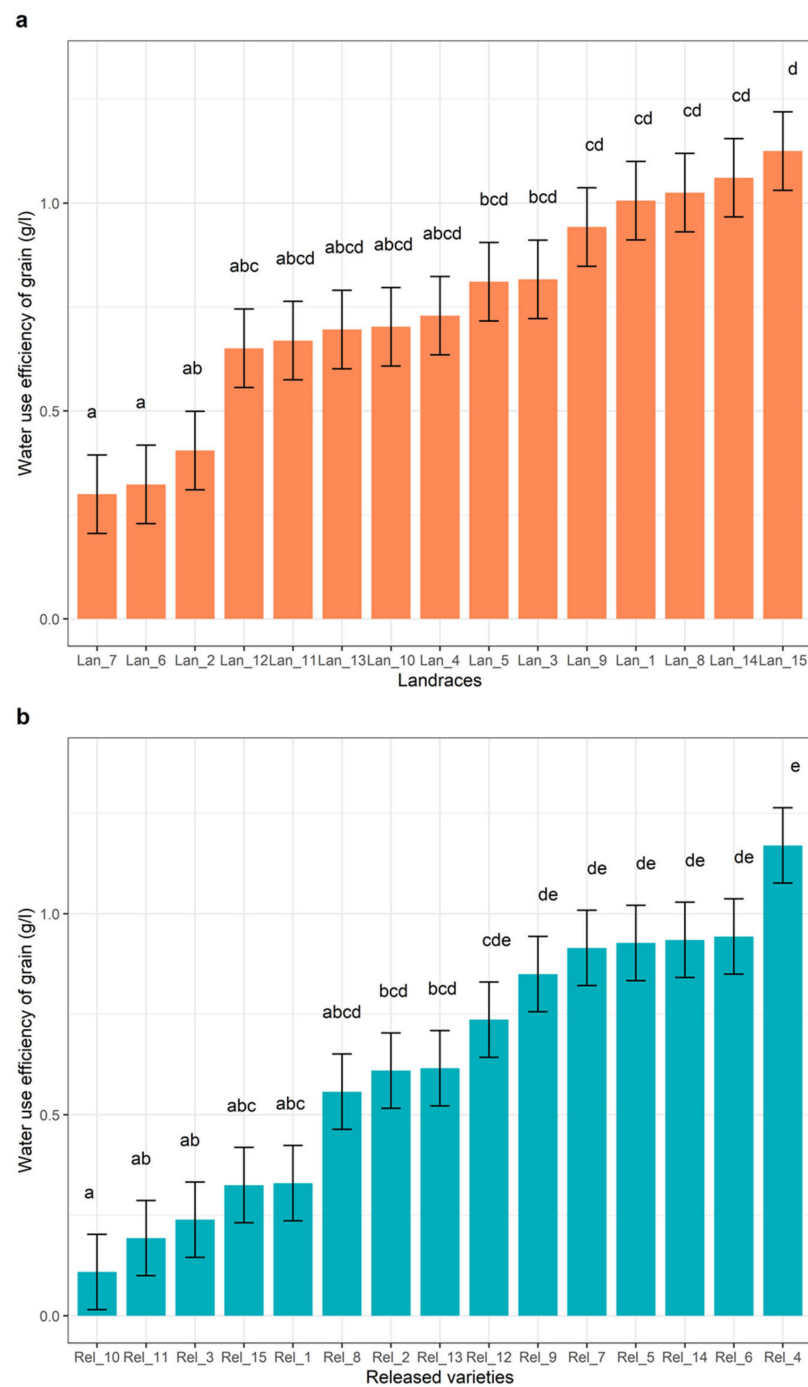 a
d
cd
cd
cd
cd
bcd
bcd
abcd
abcd
abcd
abcd
abc
ab
a
a
Water use efficiency of grain (g/l)
1.0
0.5
0.0
Lan_7 Lan_6 Lan_2 Lan_12 Lan_11 Lan_13 Lan_10 Lan_4 Lan_5 Lan_3 Lan_9 Lan_1 Lan_8 Lan_14 Lan_15
Landraces
b
e
de
de
de
de
de
cde
bcd
bcd
abcd
abc
abc
ab
ab
a
Water use efficiency of grain (g/l)
1.0
0.5
0.0
Rel_10 Rel_11 Rel_3 Rel_15 Rel_1 Rel_8 Rel_2 Rel_13 Rel_12 Rel_9 Rel_7 Rel_5 Rel_14 Rel_6 Rel_4
Released varieties